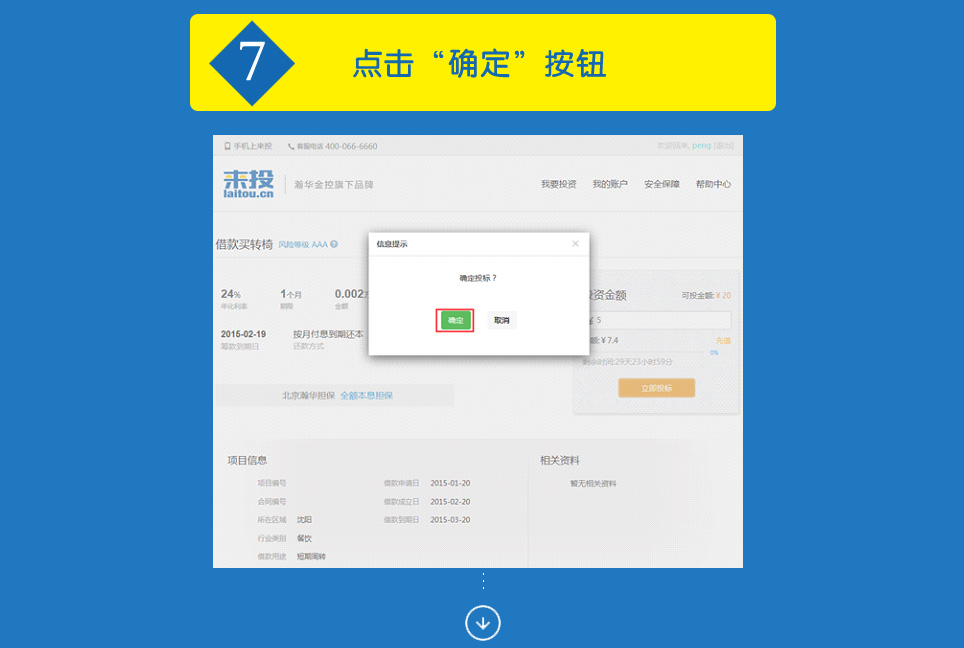 7
点击“确定”按钮
手机上来投 客服电话 400-066-6660
欢迎回来, peng [退出]
来投
laitou.cn
瀚华金控旗下品牌
我要投资 我的账户 安全保障 帮助中心
借款买转椅 风险等级 AAA
信息提示 ×
确定投标？
确定 取消
24% 1个月 0.002
年化利率 期限 金额
2015-02-19 按月付息到期还本
筹款到期日 还款方式
北京瀚华担保 全额本息担保
资金额 可投金额:¥ 20
¥ 5
额:¥ 7.4 充值
0%
剩余时间:29天23小时59分
立即投标
项目信息
项目编号 借款申请日 2015-01-20
合同编号 借款成立日 2015-02-20
所在区域 沈阳 借款到期日 2015-03-20
行业类别 餐饮
借款用途 短期周转
相关资料
暂无相关资料